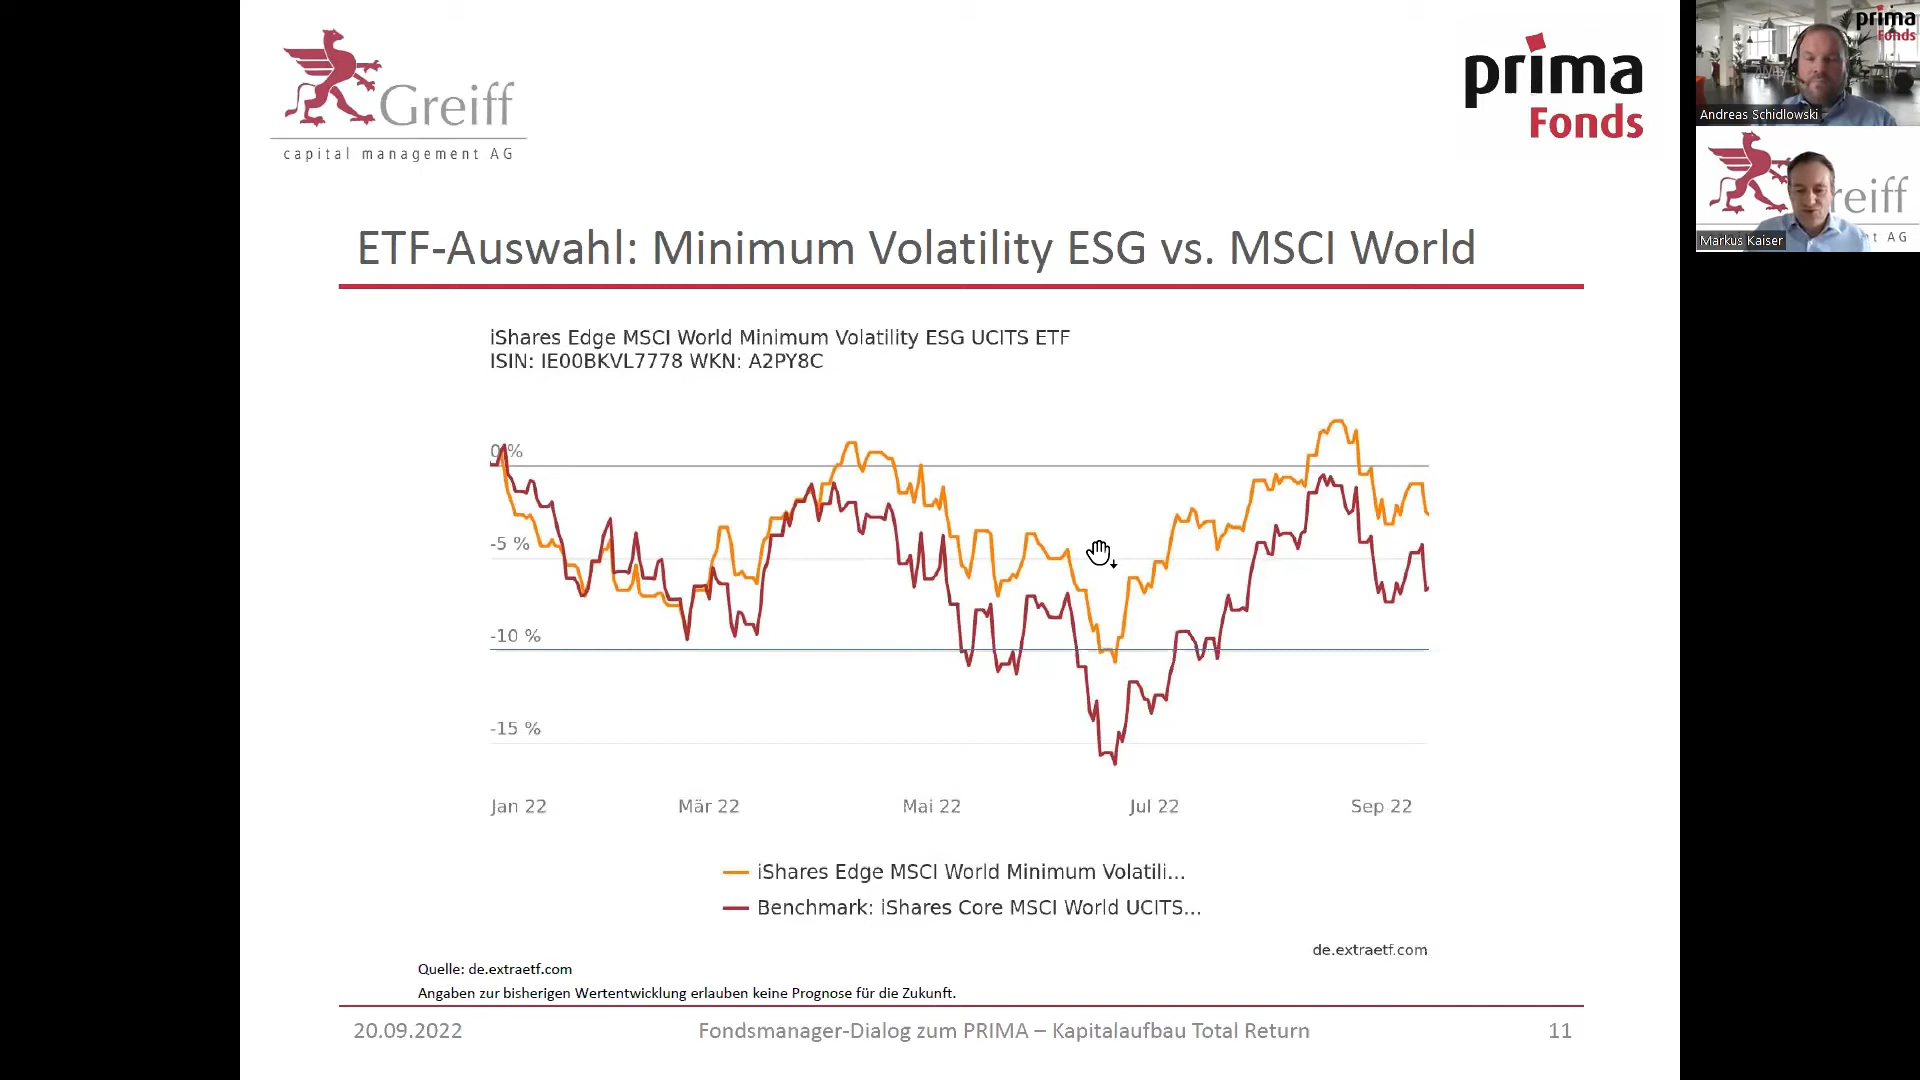 Greiff
capital management AG
prima
Fonds
prima
Fonds
Andreas Schidlowski
reiff
t AG
Markus Kaiser
ETF-Auswahl: Minimum Volatility ESG vs. MSCI World
iShares Edge MSCI World Minimum Volatility ESG UCITS ETF
ISIN: IE00BKVL7778 WKN: A2PY8C
0 %
-5 %
-10 %
-15 %
Jan 22 Mär 22 Mai 22 Jul 22 Sep 22
iShares Edge MSCI World Minimum Volatili...
Benchmark: iShares Core MSCI World UCITS...
de.extraetf.com
Quelle: de.extraetf.com
Angaben zur bisherigen Wertentwicklung erlauben keine Prognose für die Zukunft.
20.09.2022 Fondsmanager-Dialog zum PRIMA – Kapitalaufbau Total Return 11